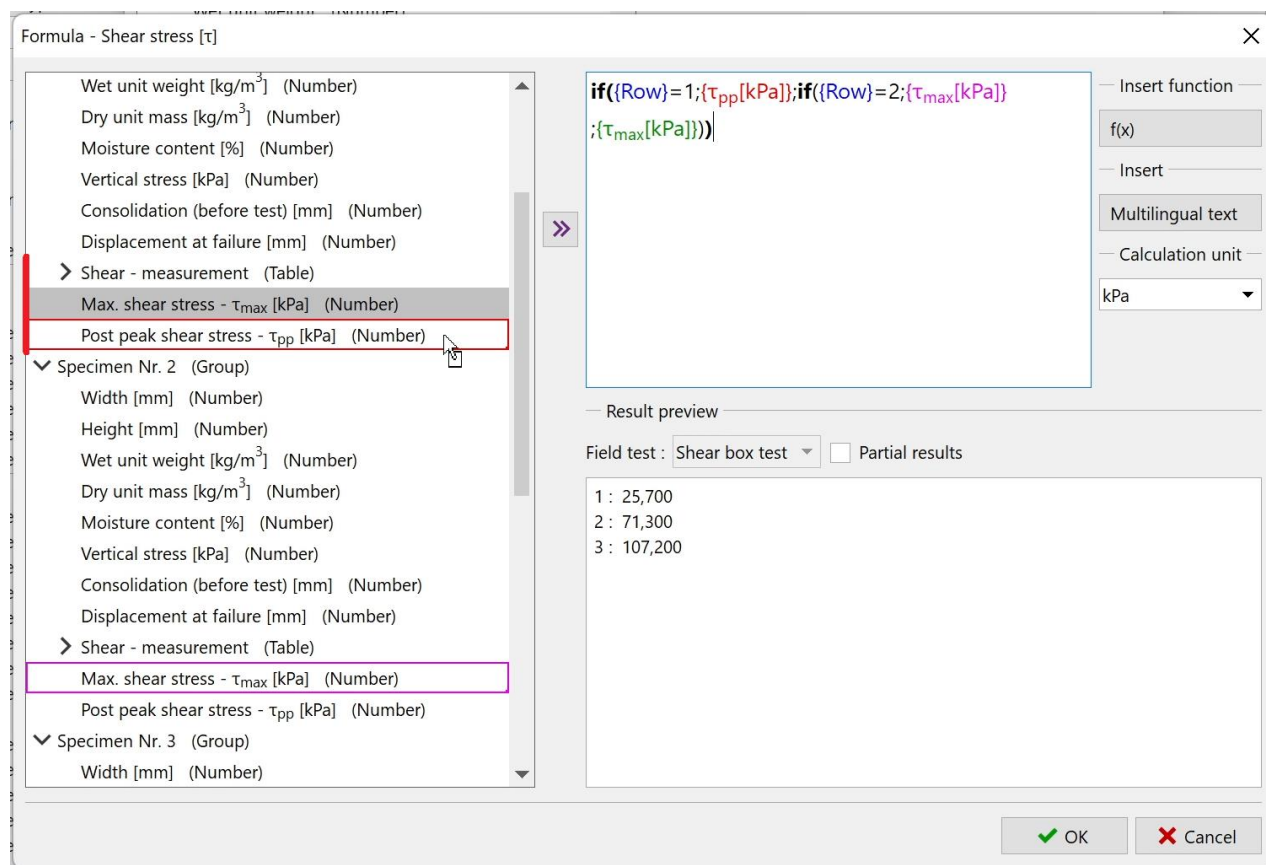 Formula - Shear stress [τ]
Wet unit weight [kg/m³] (Number)
Dry unit mass [kg/m³] (Number)
Moisture content [%] (Number)
Vertical stress [kPa] (Number)
Consolidation (before test) [mm] (Number)
Displacement at failure [mm] (Number)
Shear - measurement (Table)
Max. shear stress - τmax [kPa] (Number)
Post peak shear stress - τpp [kPa] (Number)
Specimen Nr. 2 (Group)
Width [mm] (Number)
Height [mm] (Number)
Wet unit weight [kg/m³] (Number)
Dry unit mass [kg/m³] (Number)
Moisture content [%] (Number)
Vertical stress [kPa] (Number)
Consolidation (before test) [mm] (Number)
Displacement at failure [mm] (Number)
Shear - measurement (Table)
Max. shear stress - τmax [kPa] (Number)
Post peak shear stress - τpp [kPa] (Number)
Specimen Nr. 3 (Group)
Width [mm] (Number)
if({Row}=1;{τpp[kPa]};if({Row}=2;{τmax[kPa]}
;{τmax[kPa]}))
Insert function
f(x)
Insert
Multilingual text
Calculation unit
kPa
Result preview
Field test : Shear box test Partial results
1 : 25,700
2 : 71,300
3 : 107,200
OK
Cancel